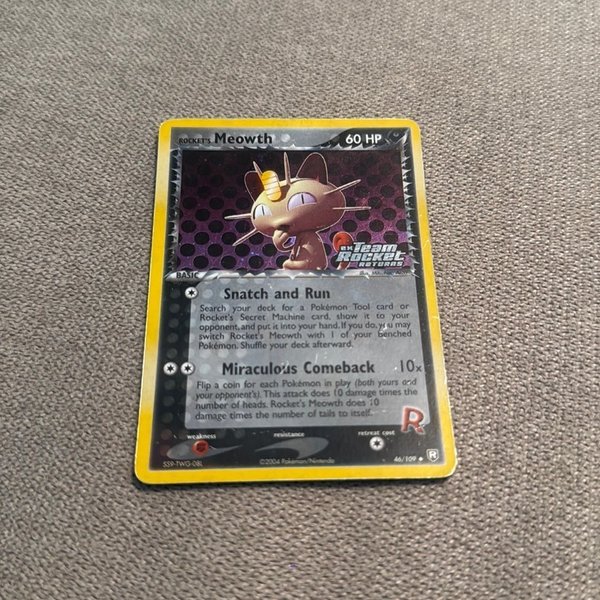 ROCKET'S Meowth 60 HP
ex Team
Rocket
RETURNS
BASIC
Snatch and Run
Search your deck for a Pokémon Tool card or
Rocket's Secret Machine card, show it to your
opponent, and put it into your hand. If you do, you may
switch Rocket's Meowth with 1 of your Benched
Pokémon. Shuffle your deck afterward.
Miraculous Comeback 10x
Flip a coin for each Pokémon in play (both yours and
your opponent's). This attack does 10 damage times the
number of heads. Rocket's Meowth does 10
damage times the number of tails to itself.
R
weakness resistance retreat cost
SS9-TWG-08L ©2004 Pokémon/Nintendo 46/109 R